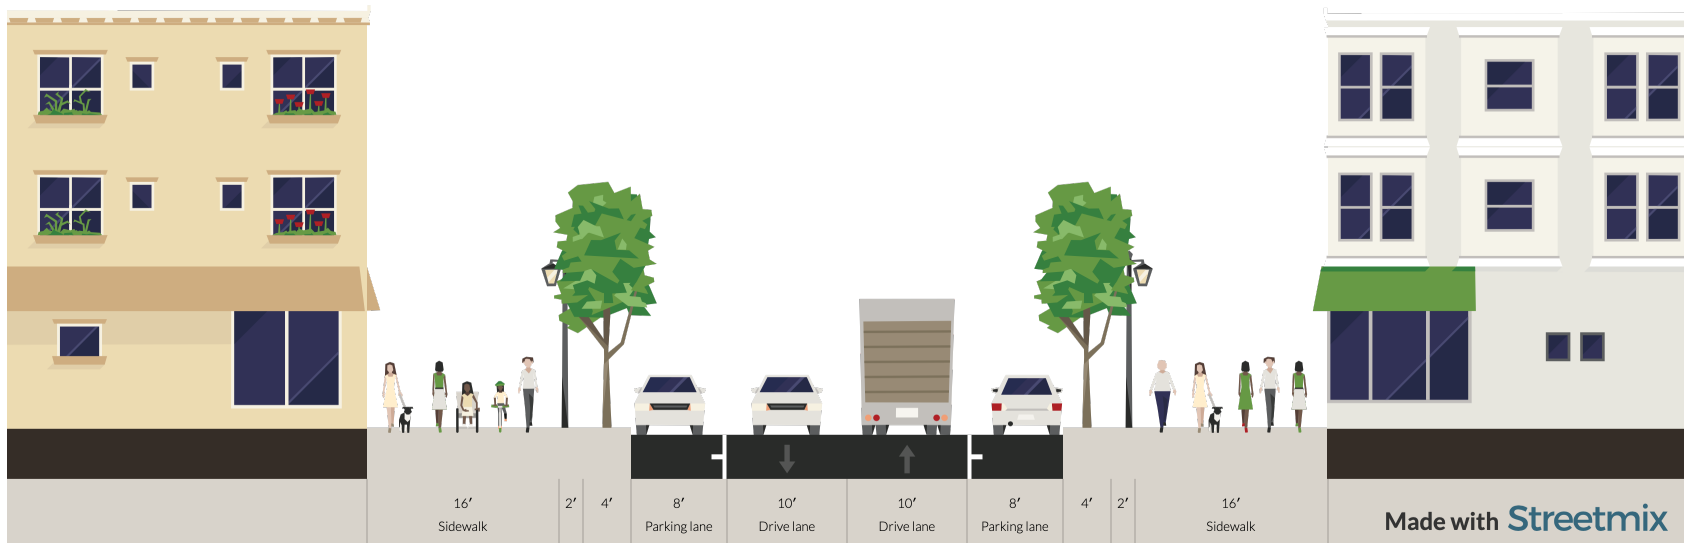 16′ 2′ 4′ 8′ 10′ 10′ 8′ 4′ 2′ 16′
Sidewalk Parking lane Drive lane Drive lane Parking lane Sidewalk
Made with Streetmix